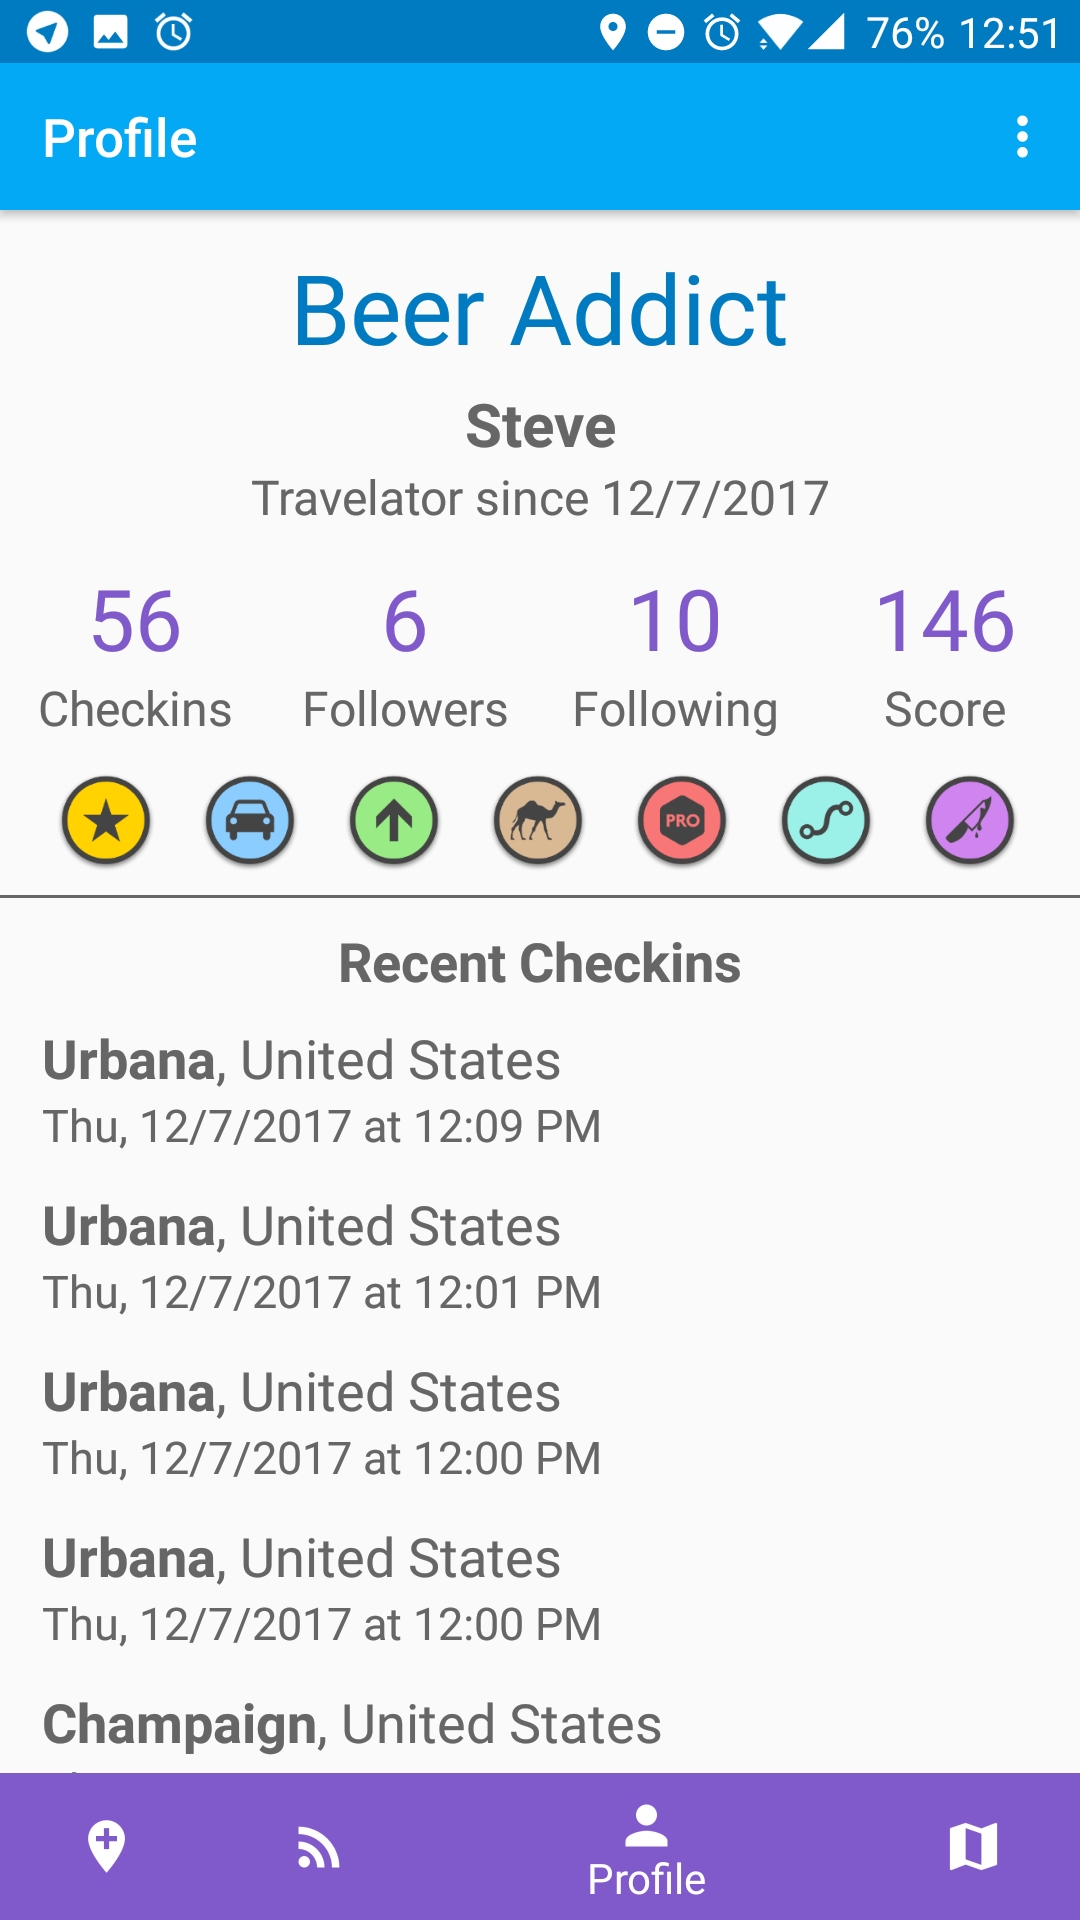 76% 12:51
Profile
Beer Addict
Steve
Travelator since 12/7/2017
56 6 10 146
Checkins Followers Following Score
PRO
Recent Checkins
Urbana, United States
Thu, 12/7/2017 at 12:09 PM
Urbana, United States
Thu, 12/7/2017 at 12:01 PM
Urbana, United States
Thu, 12/7/2017 at 12:00 PM
Urbana, United States
Thu, 12/7/2017 at 12:00 PM
Champaign, United States
Profile